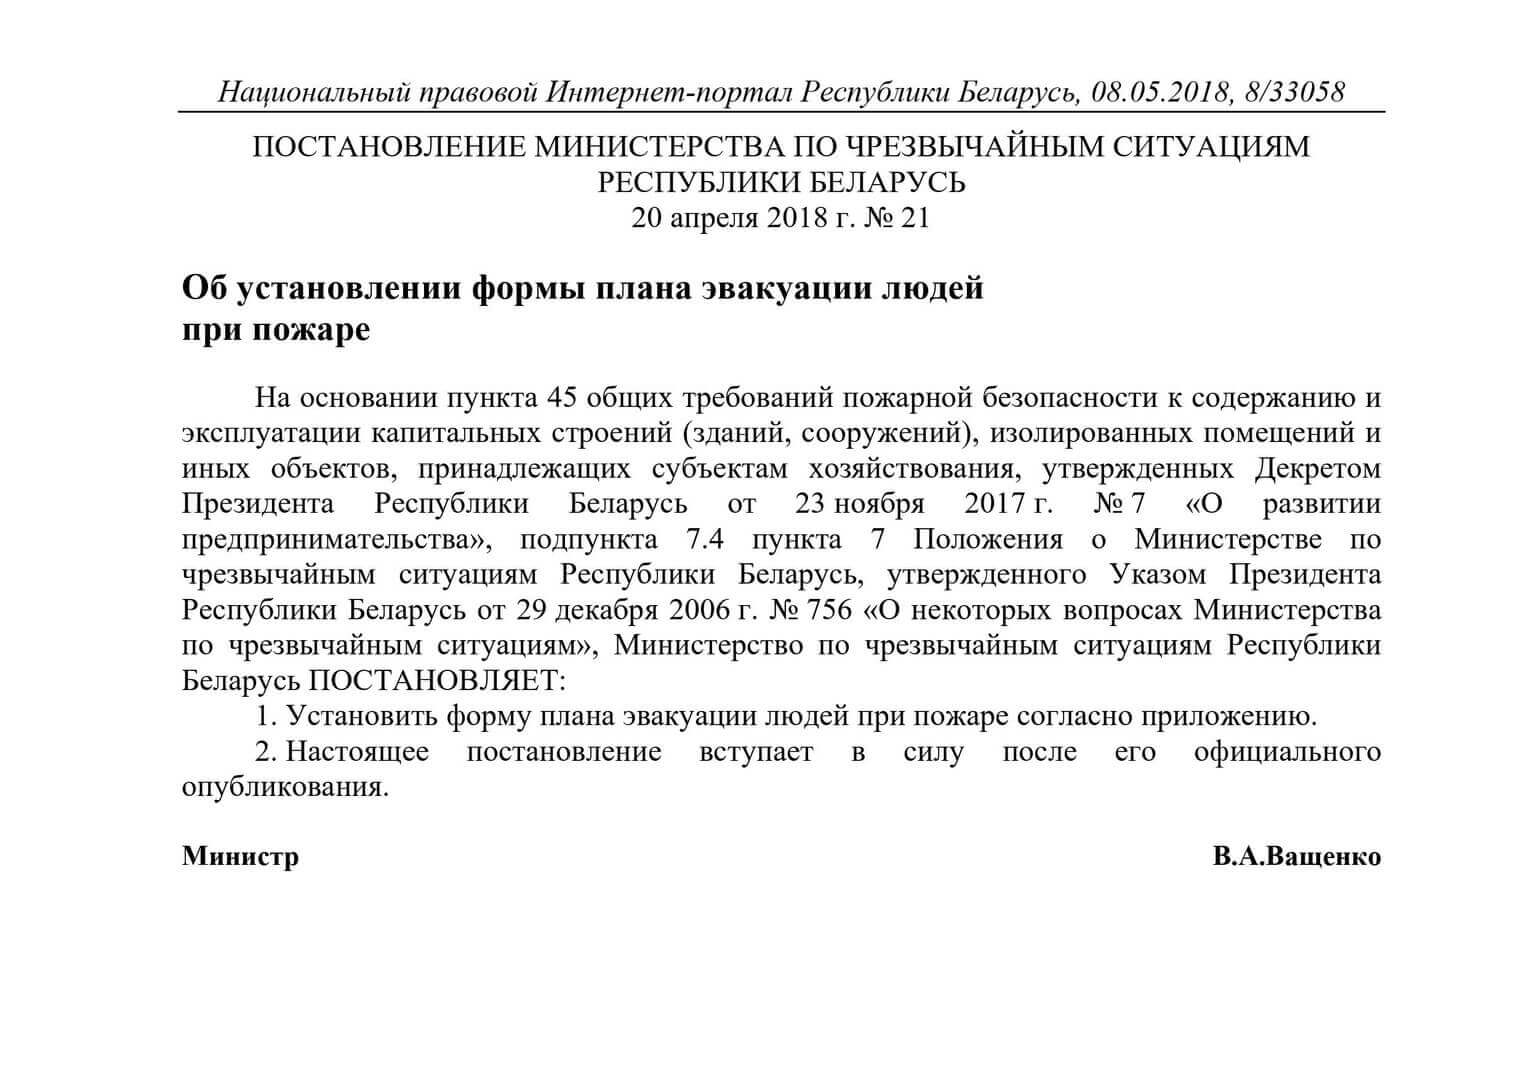 Национальный правовой Интернет-портал Республики Беларусь, 08.05.2018, 8/33058
ПОСТАНОВЛЕНИЕ МИНИСТЕРСТВА ПО ЧРЕЗВЫЧАЙНЫМ СИТУАЦИЯМ
РЕСПУБЛИКИ БЕЛАРУСЬ
20 апреля 2018 г. № 21
Об установлении формы плана эвакуации людей
при пожаре
На основании пункта 45 общих требований пожарной безопасности к содержанию и
эксплуатации капитальных строений (зданий, сооружений), изолированных помещений и
иных объектов, принадлежащих субъектам хозяйствования, утвержденных Декретом
Президента Республики Беларусь от 23 ноября 2017 г. № 7 «О развитии
предпринимательства», подпункта 7.4 пункта 7 Положения о Министерстве по
чрезвычайным ситуациям Республики Беларусь, утвержденного Указом Президента
Республики Беларусь от 29 декабря 2006 г. № 756 «О некоторых вопросах Министерства
по чрезвычайным ситуациям», Министерство по чрезвычайным ситуациям Республики
Беларусь ПОСТАНОВЛЯЕТ:
1. Установить форму плана эвакуации людей при пожаре согласно приложению.
2. Настоящее постановление вступает в силу после его официального
опубликования.
Министр В.А.Ващенко